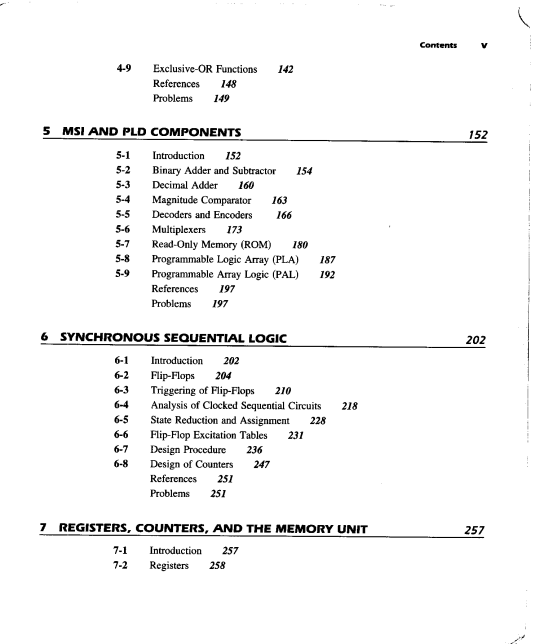 Contents v
4-9 Exclusive-OR Functions 142
References 148
Problems 149
5 MSI AND PLD COMPONENTS 152
5-1 Introduction 152
5-2 Binary Adder and Subtractor 154
5-3 Decimal Adder 160
5-4 Magnitude Comparator 163
5-5 Decoders and Encoders 166
5-6 Multiplexers 173
5-7 Read-Only Memory (ROM) 180
5-8 Programmable Logic Array (PLA) 187
5-9 Programmable Array Logic (PAL) 192
References 197
Problems 197
6 SYNCHRONOUS SEQUENTIAL LOGIC 202
6-1 Introduction 202
6-2 Flip-Flops 204
6-3 Triggering of Flip-Flops 210
6-4 Analysis of Clocked Sequential Circuits 218
6-5 State Reduction and Assignment 228
6-6 Flip-Flop Excitation Tables 231
6-7 Design Procedure 236
6-8 Design of Counters 247
References 251
Problems 251
7 REGISTERS, COUNTERS, AND THE MEMORY UNIT 257
7-1 Introduction 257
7-2 Registers 258